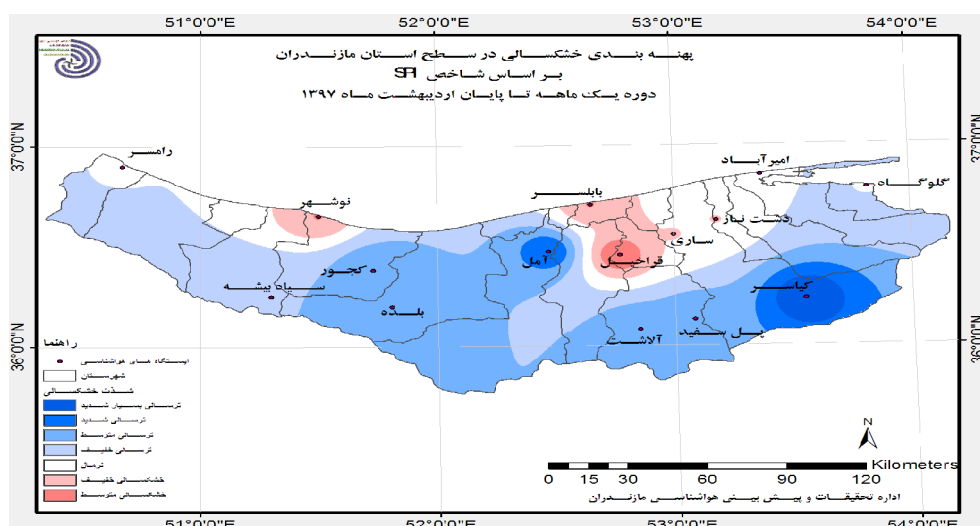 51°0'0"E 52°0'0"E 53°0'0"E 54°0'0"E
پهنه بندی خشکسالی در سطح استان مازندران
بر اساس شاخص SPI
دوره یک ماهه تا پایان اردیبهشت ماه ۱۳۹۷
37°0'0"N
37°0'0"N
رامسر
امیرآباد
گلوگاه
بابلسر
نوشهر
دشت ناز
ساری
قراخیل
آمل
کجور
سیاه بیشه
کیاسر
بلده
پل سفید
آلاشت
36°0'0"N
36°0'0"N
راهنما
ایستگاه های هواشناسی
شهرستان
شدت خشکسالی
ترسالی بسیار شدید
ترسالی شدید
ترسالی متوسط
ترسالی خفیف
نرمال
خشکسالی خفیف
خشکسالی متوسط
N
Kilometers
0 15 30 60 90 120
اداره تحقیقات و پیش بینی هواشناسی مازندران
51°0'0"E 52°0'0"E 53°0'0"E 54°0'0"E